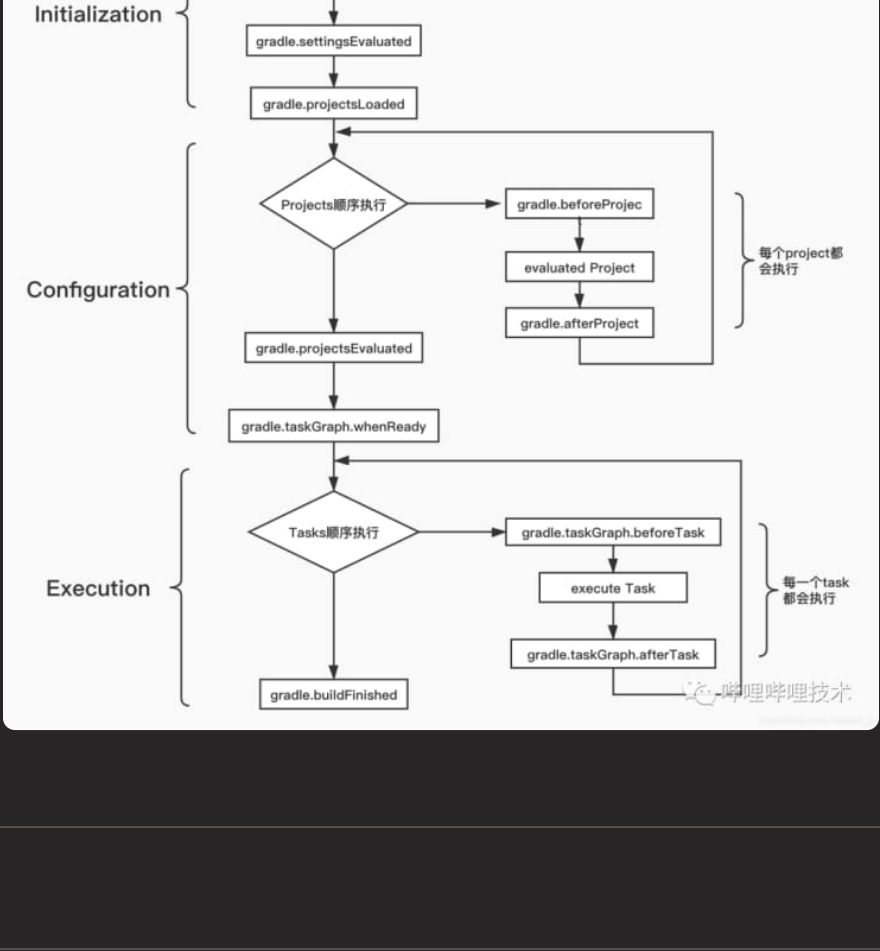 Initialization
gradle.settingsEvaluated
gradle.projectsLoaded
Projects顺序执行
gradle.beforeProjec
evaluated Project
gradle.afterProject
每个project都
会执行
Configuration
gradle.projectsEvaluated
gradle.taskGraph.whenReady
Tasks顺序执行
gradle.taskGraph.beforeTask
execute Task
gradle.taskGraph.afterTask
每一个task
都会执行
Execution
gradle.buildFinished
哔哩哔哩技术